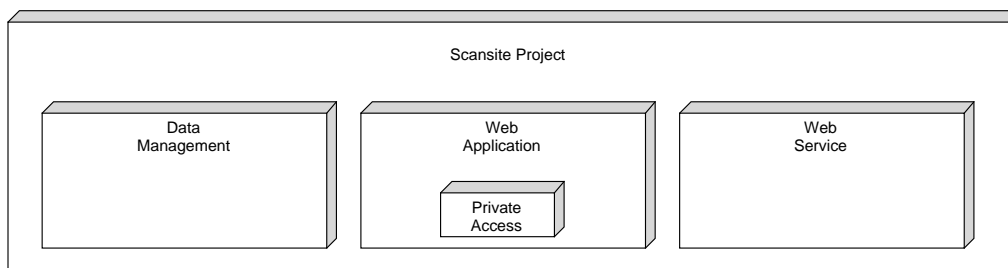 Scansite Project
Data
Management
Web
Application
Private
Access
Web
Service